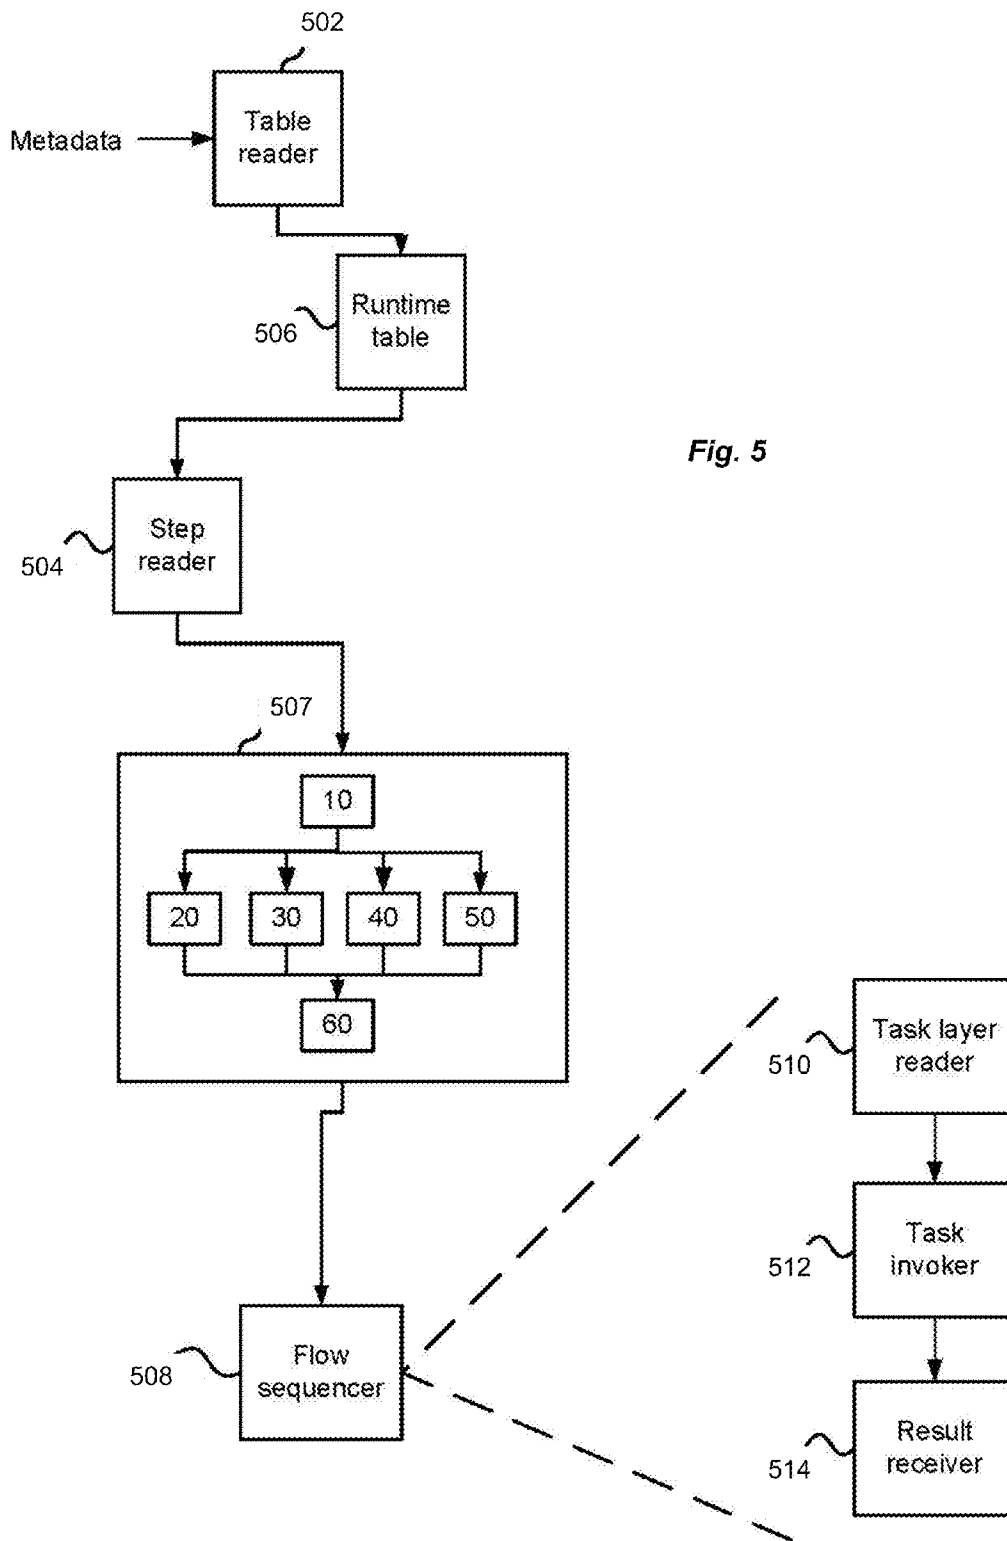 502
Table
reader
Metadata
Runtime
table
506
Fig. 5
Step
reader
504
507
10
20 30 40 50
60
Task layer
reader
510
Task
invoker
512
Flow
sequencer
508
Result
receiver
514